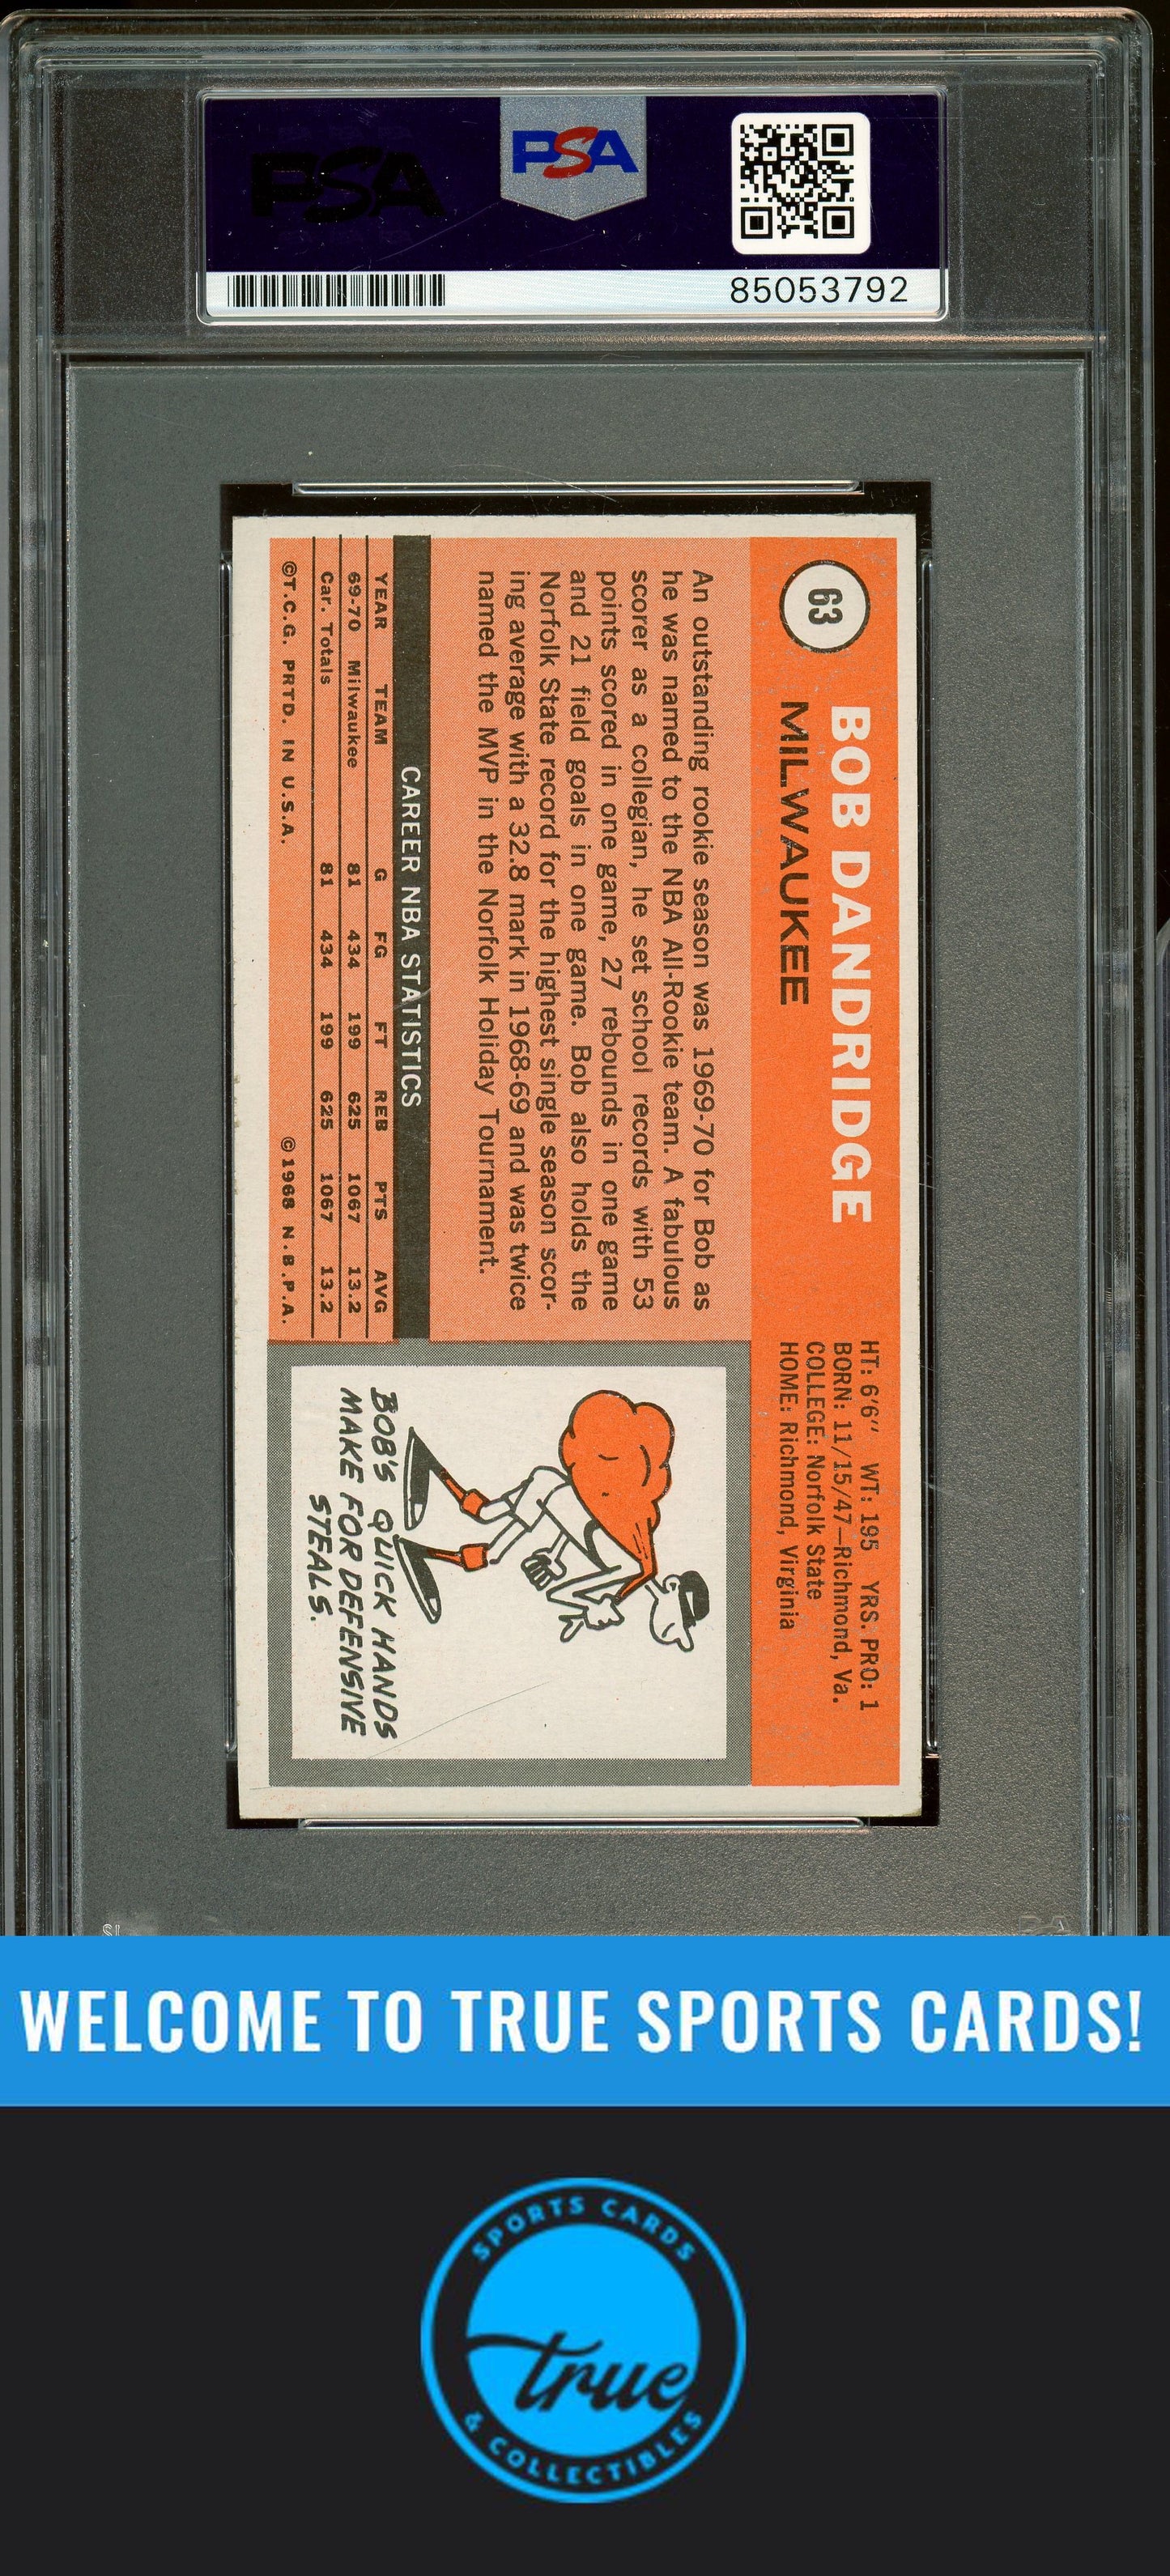 PSA
PSA
85053792
63
BOB DANDRIDGE
MILWAUKEE
HT: 6'6" WT: 195 YRS. PRO: 1
BORN: 11/15/47—Richmond, Va.
COLLEGE: Norfolk State
HOME: Richmond, Virginia
An outstanding rookie season was 1969-70 for Bob as
he was named to the NBA All-Rookie team. A fabulous
scorer as a collegian, he set school records with 53
points scored in one game, 27 rebounds in one game
and 21 field goals in one game. Bob also holds the
Norfolk State record for the highest single season scor-
ing average with a 32.8 mark in 1968-69 and was twice
named the MVP in the Norfolk Holiday Tournament.
CAREER NBA STATISTICS
YEAR TEAM G FG FT REB PTS AVG
69-70 Milwaukee 81 434 199 625 1067 13.2
Car. Totals 81 434 199 625 1067 13.2
©T.C.G. PRTD. IN U.S.A. ©1968 N.B.P.A.
BOB'S QUICK HANDS
MAKE FOR DEFENSIVE
STEALS.
WELCOME TO TRUE SPORTS CARDS!
SPORTS CARDS
true
& COLLECTIBLES